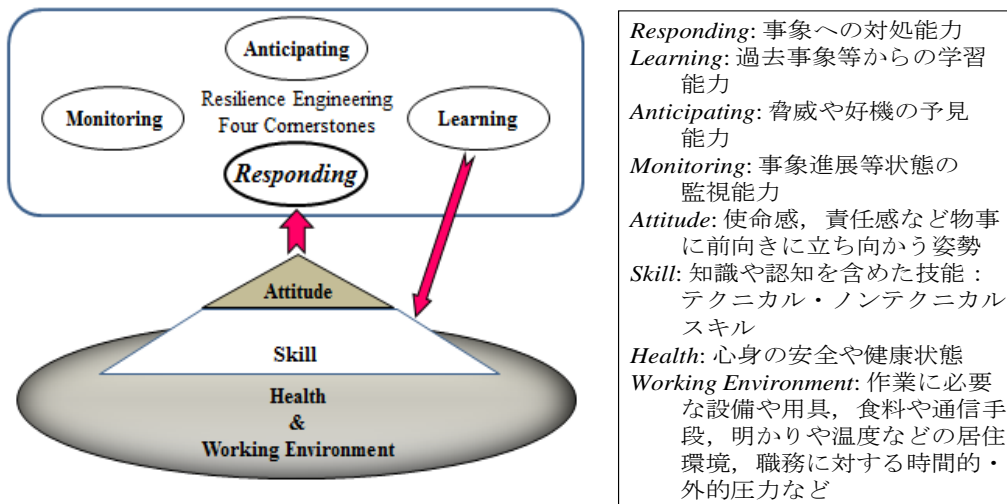 Anticipating
Resilience Engineering
Four Cornerstones
Monitoring
Learning
Responding
Attitude
Skill
Health
&
Working Environment
Responding: 事象への対処能力
Learning: 過去事象等からの学習
能力
Anticipating: 脅威や好機の予見
能力
Monitoring: 事象進展等状態の
監視能力
Attitude: 使命感，責任感など物事
に前向きに立ち向かう姿勢
Skill: 知識や認知を含めた技能：
テクニカル・ノンテクニカル
スキル
Health: 心身の安全や健康状態
Working Environment: 作業に必要
な設備や用具，食料や通信手
段，明かりや温度などの居住
環境，職務に対する時間的・
外的圧力など